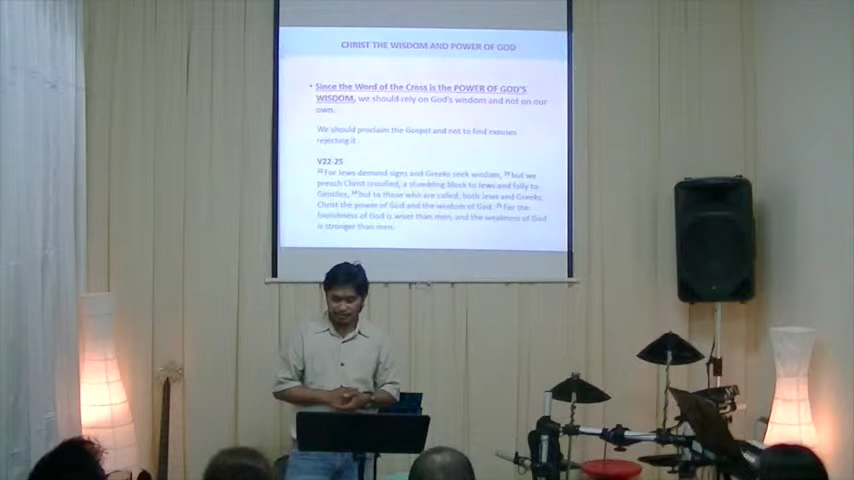 CHRIST THE WISDOM AND POWER OF GOD
• Since the Word of the Cross is the POWER OF GOD'S
WISDOM, we should rely on God's wisdom and not on our
own.
We should proclaim the Gospel and not to find excuses
rejecting it.
V22-25
22 For Jews demand signs and Greeks seek wisdom, 23 but we
preach Christ crucified, a stumbling block to Jews and folly to
Gentiles, 24 but to those who are called, both Jews and Greeks,
Christ the power of God and the wisdom of God. 25 For the
foolishness of God is wiser than men, and the weakness of God
is stronger than men.